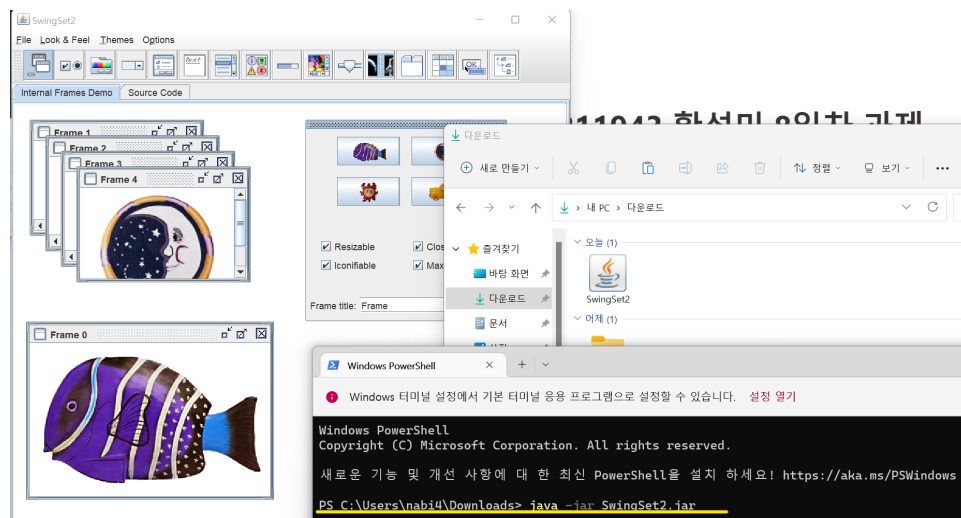 SwingSet2
File Look & Feel Themes Options
Internal Frames Demo Source Code
Frame 1
Frame 2
Frame 3
Frame 4
Resizable
Iconifiable
Frame title: Frame
Frame 0
과제
다운로드
새로 만들기 정렬 보기
내 PC > 다운로드
즐겨찾기
바탕 화면
다운로드
문서
오늘 (1)
SwingSet2
어제 (1)
Windows PowerShell
Windows 터미널 설정에서 기본 터미널 응용 프로그램으로 설정할 수 있습니다. 설정 열기
Windows PowerShell
Copyright (C) Microsoft Corporation. All rights reserved.
새로운 기능 및 개선 사항에 대 한 최신 PowerShell을 설치 하세요! https://aka.ms/PSWindows
PS C:\Users\nabi4\Downloads> java -jar SwingSet2.jar